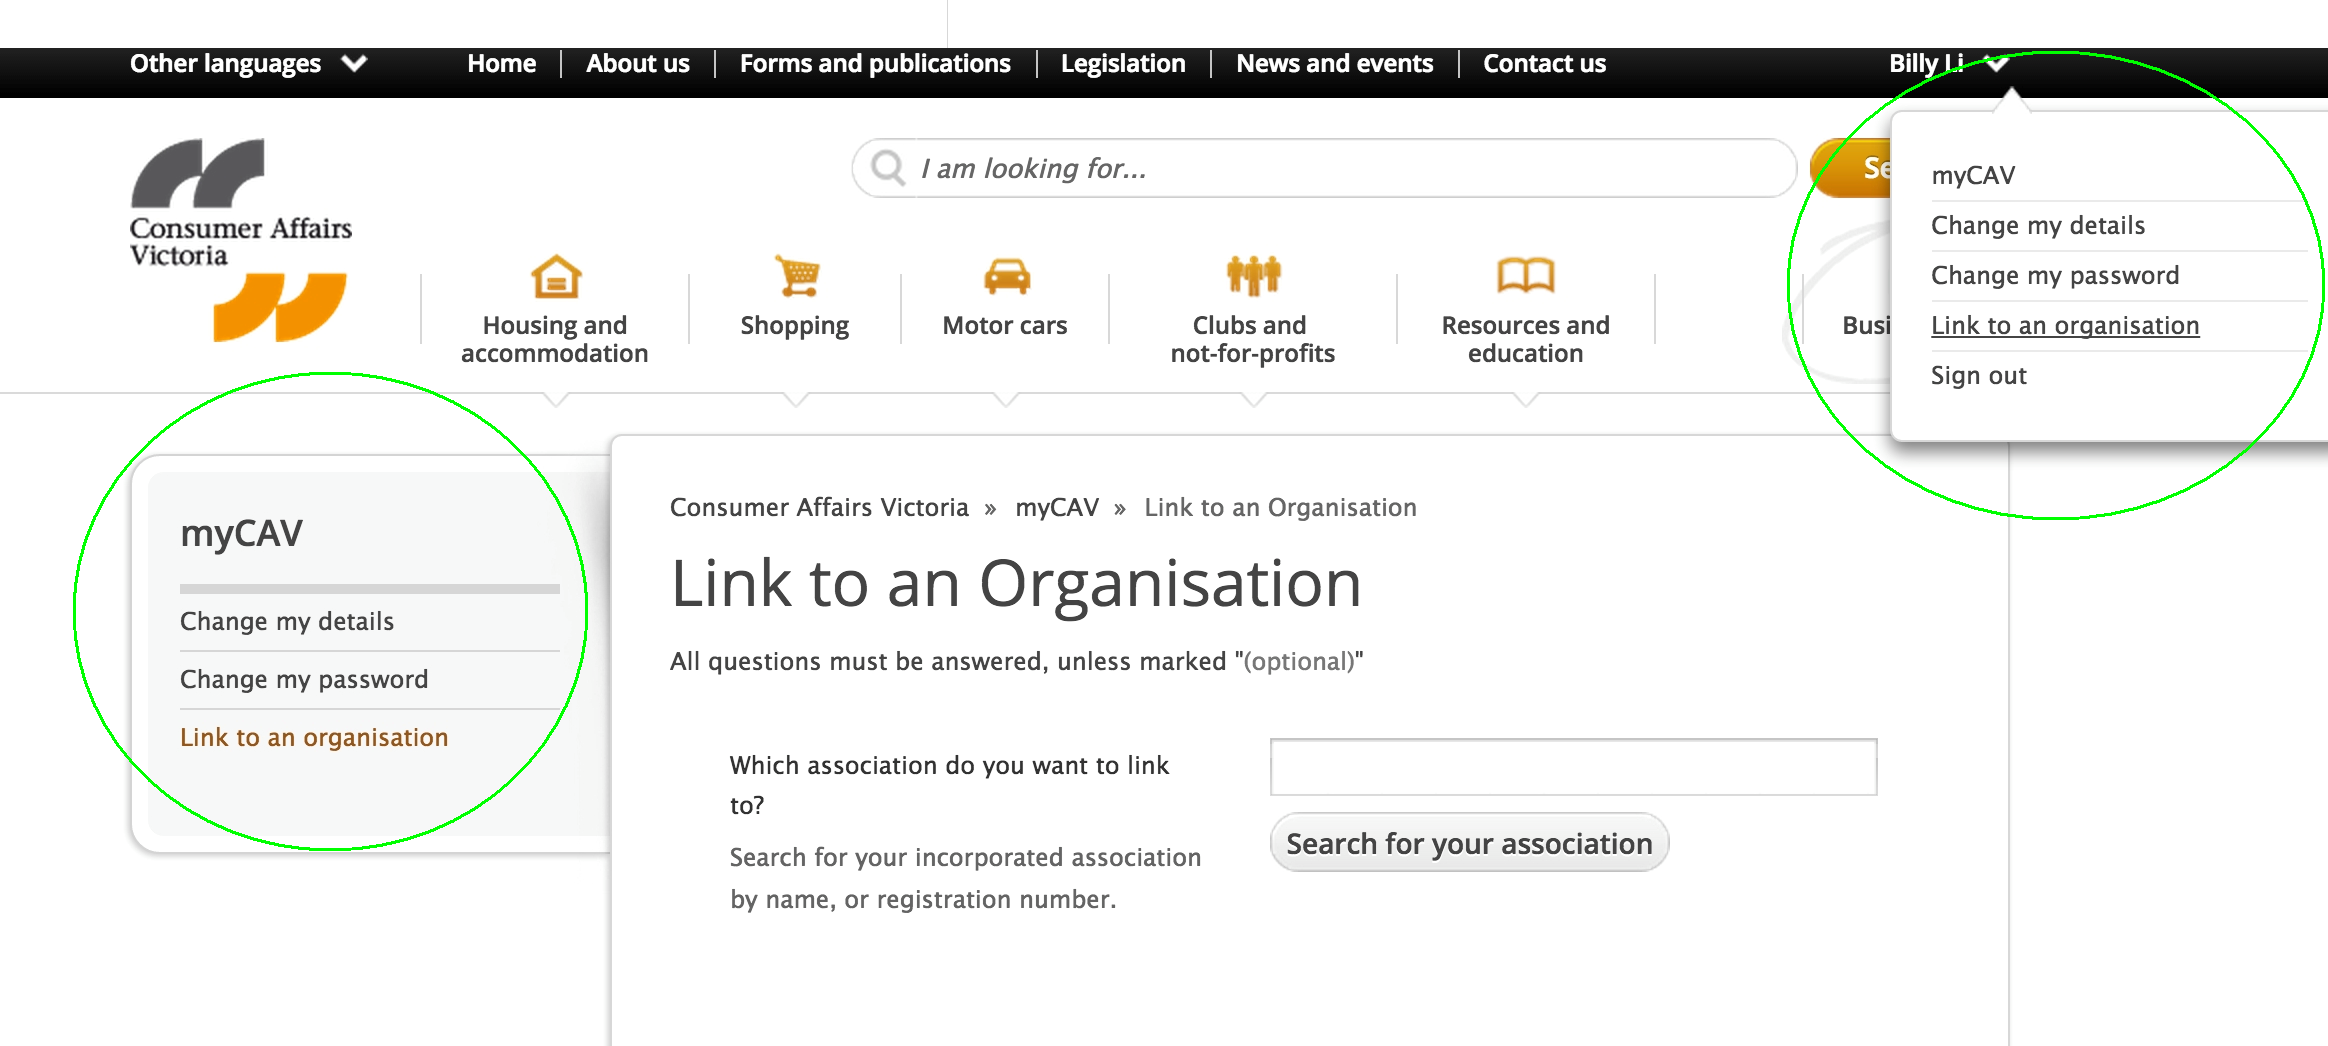 Other languages
Home
About us
Forms and publications
Legislation
News and events
Contact us
Billy Li
Consumer Affairs
Victoria
I am looking for...
Housing and
accommodation
Shopping
Motor cars
Clubs and
not-for-profits
Resources and
education
myCAV
Change my details
Change my password
Link to an organisation
Sign out
myCAV
Change my details
Change my password
Link to an organisation
Consumer Affairs Victoria » myCAV » Link to an Organisation
Link to an Organisation
All questions must be answered, unless marked "(optional)"
Which association do you want to link
to?
Search for your incorporated association
by name, or registration number.
Search for your association